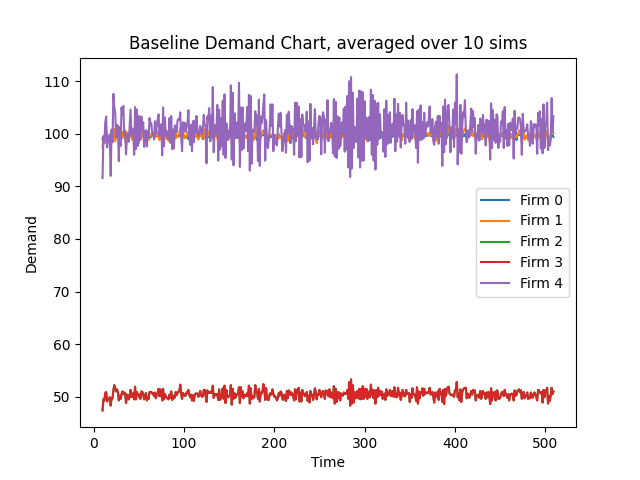 Baseline Demand Chart, averaged over 10 sims
110
100
90
80
70
60
50
Demand
Firm 0
Firm 1
Firm 2
Firm 3
Firm 4
0 100 200 300 400 500
Time